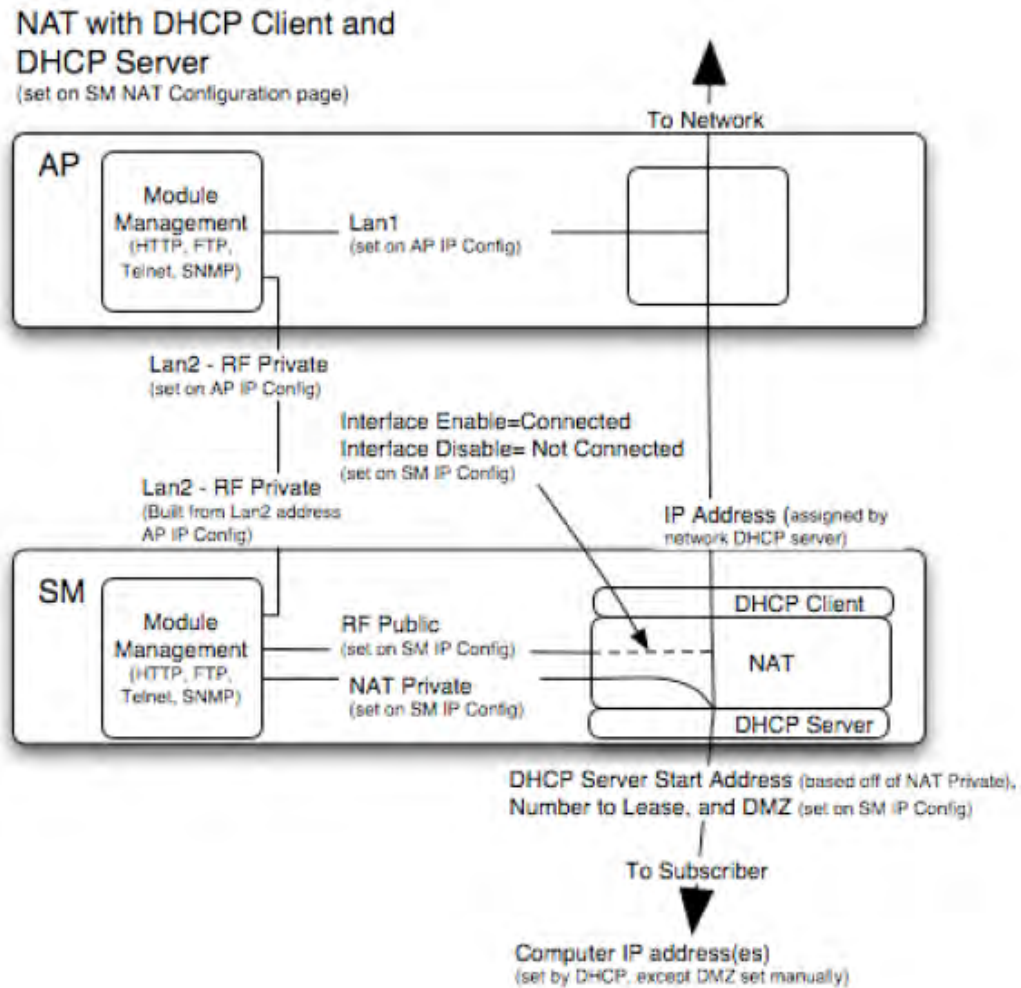 NAT with DHCP Client and
DHCP Server
(set on SM NAT Configuration page)
To Network
AP
Module
Management
(HTTP, FTP,
Telnet, SNMP)
Lan1
(set on AP IP Config)
Lan2 - RF Private
(set on AP IP Config)
Interface Enable=Connected
Interface Disable= Not Connected
(set on SM IP Config)
Lan2 - RF Private
(Built from Lan2 address
AP IP Config)
IP Address (assigned by
network DHCP server)
SM
Module
Management
(HTTP, FTP,
Telnet, SNMP)
RF Public
(set on SM IP Config)
NAT Private
(set on SM IP Config)
DHCP Client
NAT
DHCP Server
DHCP Server Start Address (based off of NAT Private),
Number to Lease, and DMZ (set on SM IP Config)
To Subscriber
Computer IP address(es)
(set by DHCP, except DMZ set manually)